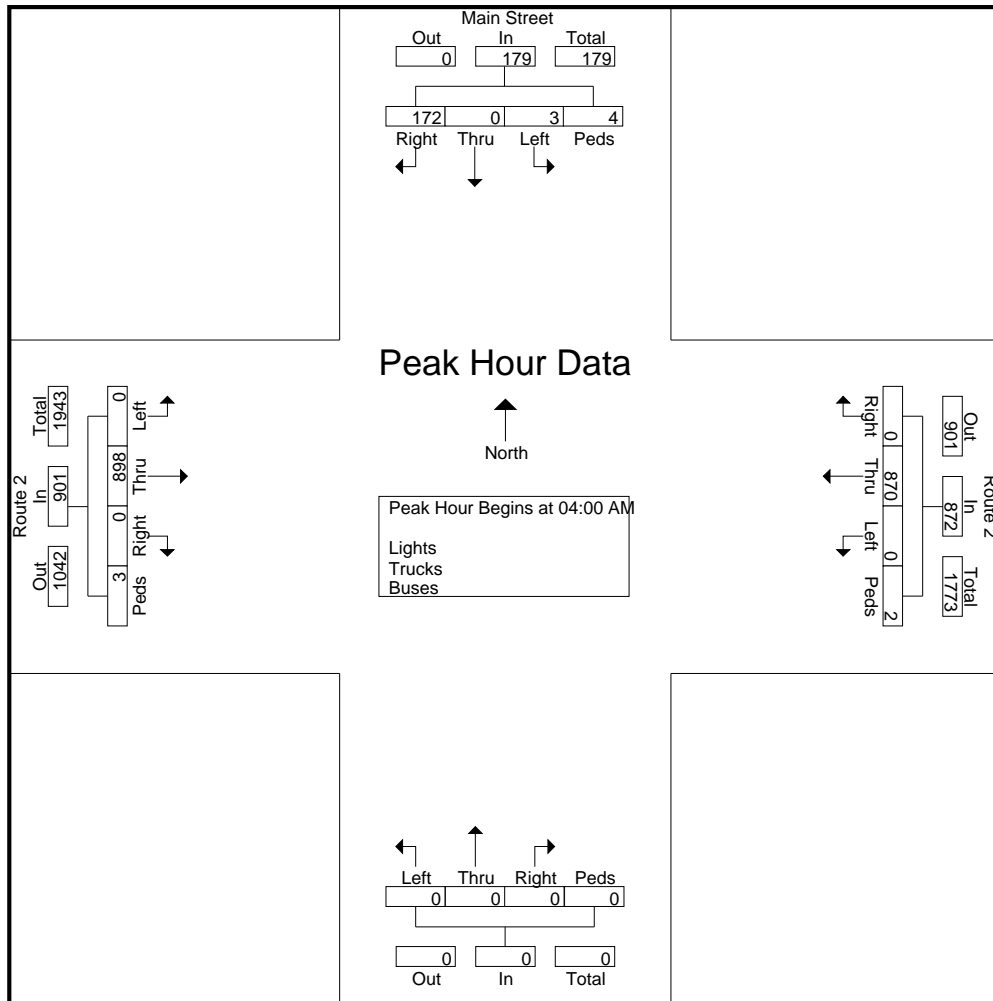 Main Street
Out In Total
0 179 179
172 0 3 4
Right Thru Left Peds
Peak Hour Data
North
Peak Hour Begins at 04:00 AM
Lights
Trucks
Buses
Route 2
Out In Total
1042 901 1943
Left Thru Right Peds
0 898 0 3
Route 2
Out In Total
901 872 1773
Right Thru Left Peds
0 870 0 2
Left Thru Right Peds
0 0 0 0
0 0 0
Out In Total